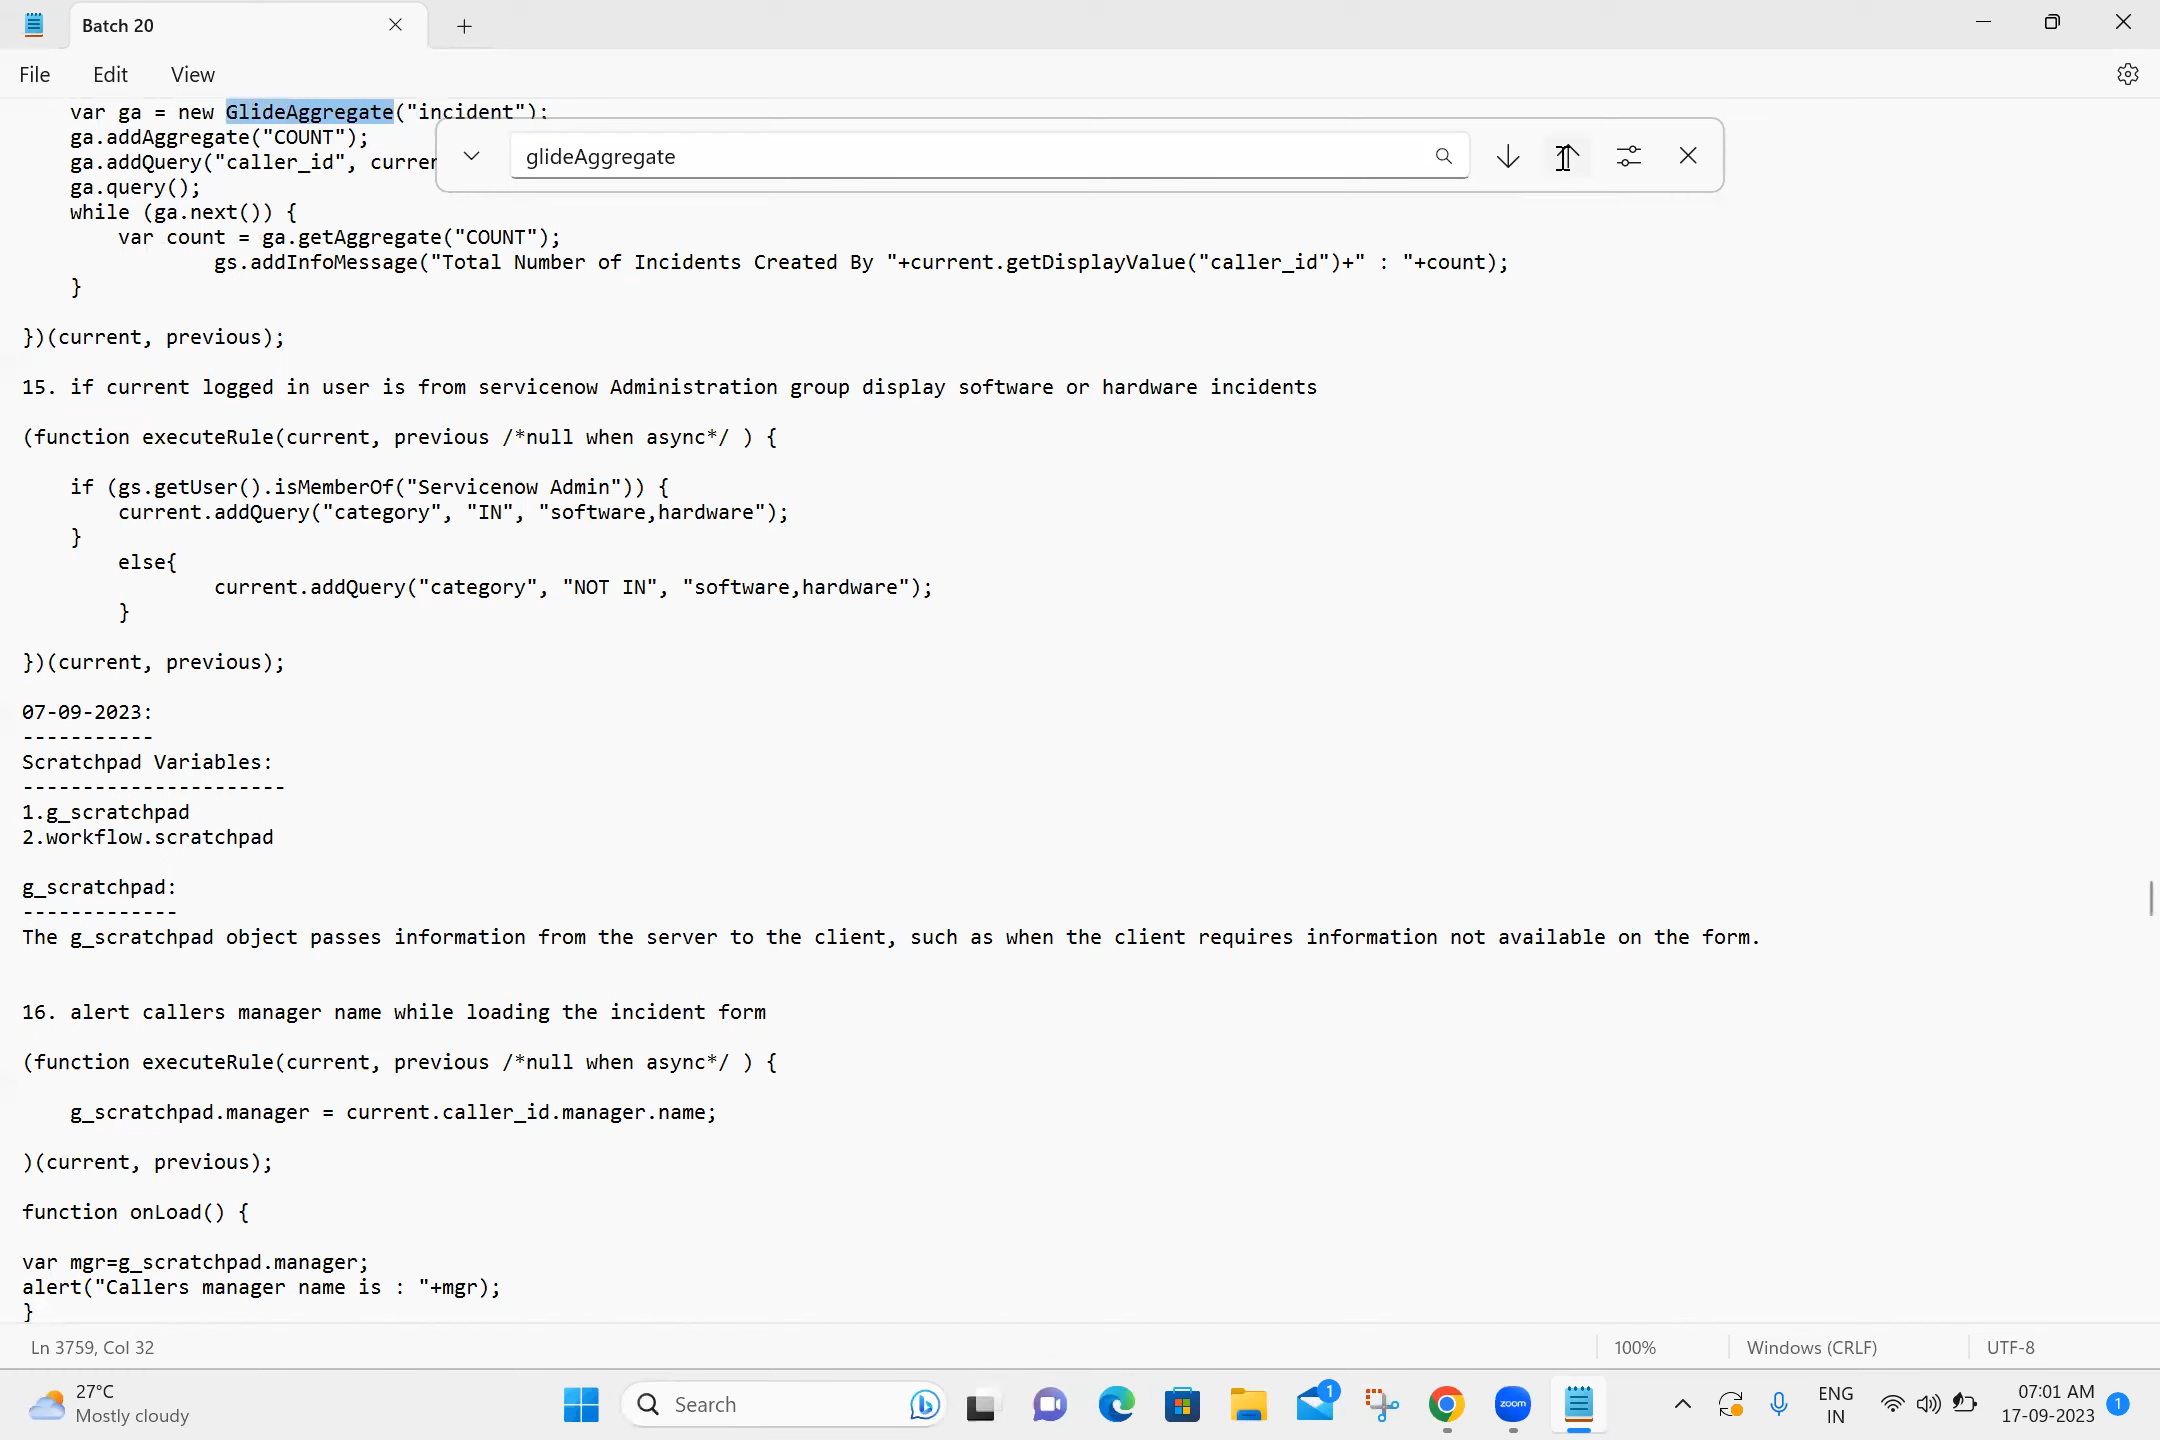 Batch 20
File Edit View
var ga = new GlideAggregate("incident");
ga.addAggregate("COUNT");
ga.addQuery("caller_id",
glideAggregate
ga.query();
while (ga.next()) {
var count = ga.getAggregate("COUNT");
gs.addInfoMessage("Total Number of Incidents Created By "+current.getDisplayValue("caller_id")+" : "+count);
}
})(current, previous);
15. if current logged in user is from servicenow Administration group display software or hardware incidents
(function executeRule(current, previous /*null when async*/ ) {
if (gs.getUser().isMemberOf("Servicenow Admin")) {
current.addQuery("category", "IN", "software,hardware");
}
else{
current.addQuery("category", "NOT IN", "software,hardware");
}
})(current, previous);
07-09-2023:
-----------
Scratchpad Variables:
----------------------
1.g_scratchpad
2.workflow.scratchpad
g_scratchpad:
-------------
The g_scratchpad object passes information from the server to the client, such as when the client requires information not available on the form.
16. alert callers manager name while loading the incident form
(function executeRule(current, previous /*null when async*/ ) {
g_scratchpad.manager = current.caller_id.manager.name;
)(current, previous);
function onLoad() {
var mgr=g_scratchpad.manager;
alert("Callers manager name is : "+mgr);
}
Ln 3759, Col 32 100% Windows (CRLF) UTF-8
27°C
Mostly cloudy
Search
1
zoom
ENG
IN
07:01 AM
17-09-2023
1